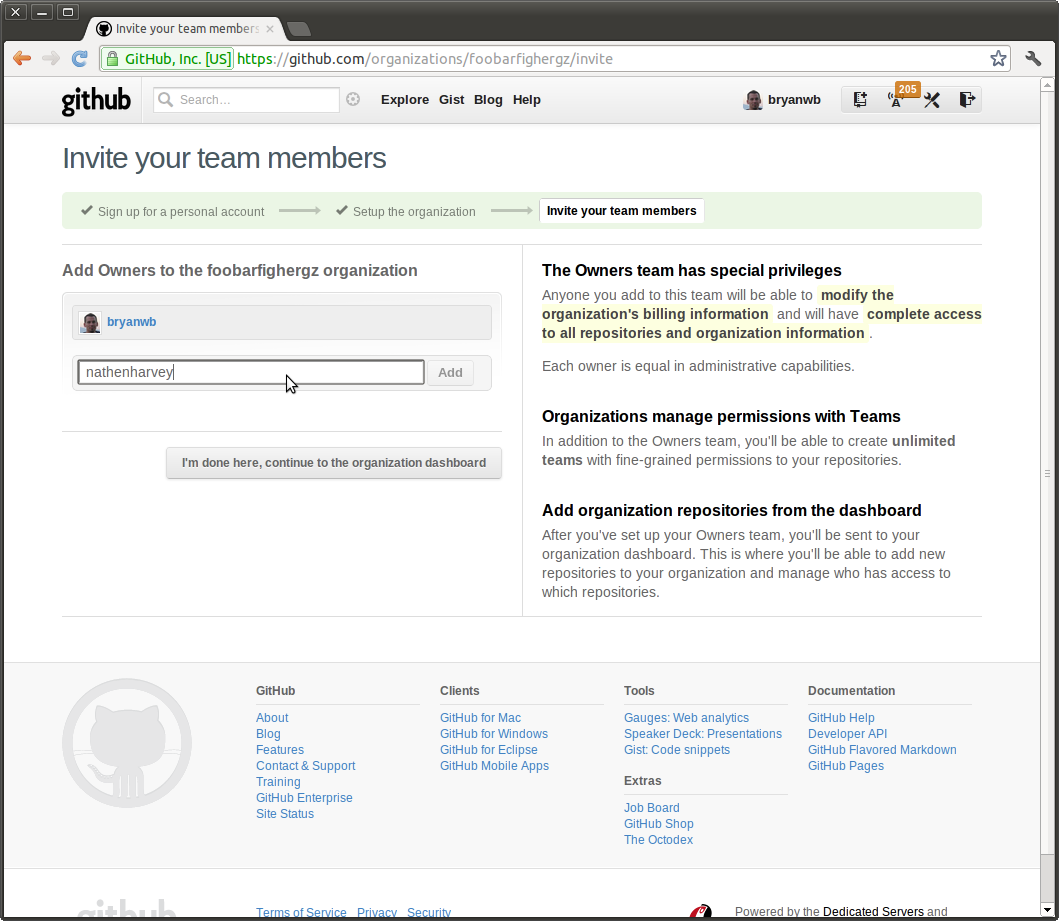 Invite your team members
GitHub, Inc. [US] https://github.com/organizations/foobarfighergz/invite
github
Search...
Explore Gist Blog Help
bryanwb
205
Invite your team members
✔ Sign up for a personal account
✔ Setup the organization
Invite your team members
Add Owners to the foobarfighergz organization
bryanwb
nathenharvey
Add
I'm done here, continue to the organization dashboard
The Owners team has special privileges
Anyone you add to this team will be able to modify the
organization's billing information and will have complete access
to all repositories and organization information .
Each owner is equal in administrative capabilities.
Organizations manage permissions with Teams
In addition to the Owners team, you'll be able to create unlimited
teams with fine-grained permissions to your repositories.
Add organization repositories from the dashboard
After you've set up your Owners team, you'll be sent to your
organization dashboard. This is where you'll be able to add new
repositories to your organization and manage who has access to
which repositories.
GitHub
About
Blog
Features
Contact & Support
Training
GitHub Enterprise
Site Status
Clients
GitHub for Mac
GitHub for Windows
GitHub for Eclipse
GitHub Mobile Apps
Tools
Gauges: Web analytics
Speaker Deck: Presentations
Gist: Code snippets
Extras
Job Board
GitHub Shop
The Octodex
Documentation
GitHub Help
Developer API
GitHub Flavored Markdown
GitHub Pages
github
Terms of Service Privacy Security
Powered by the Dedicated Servers and